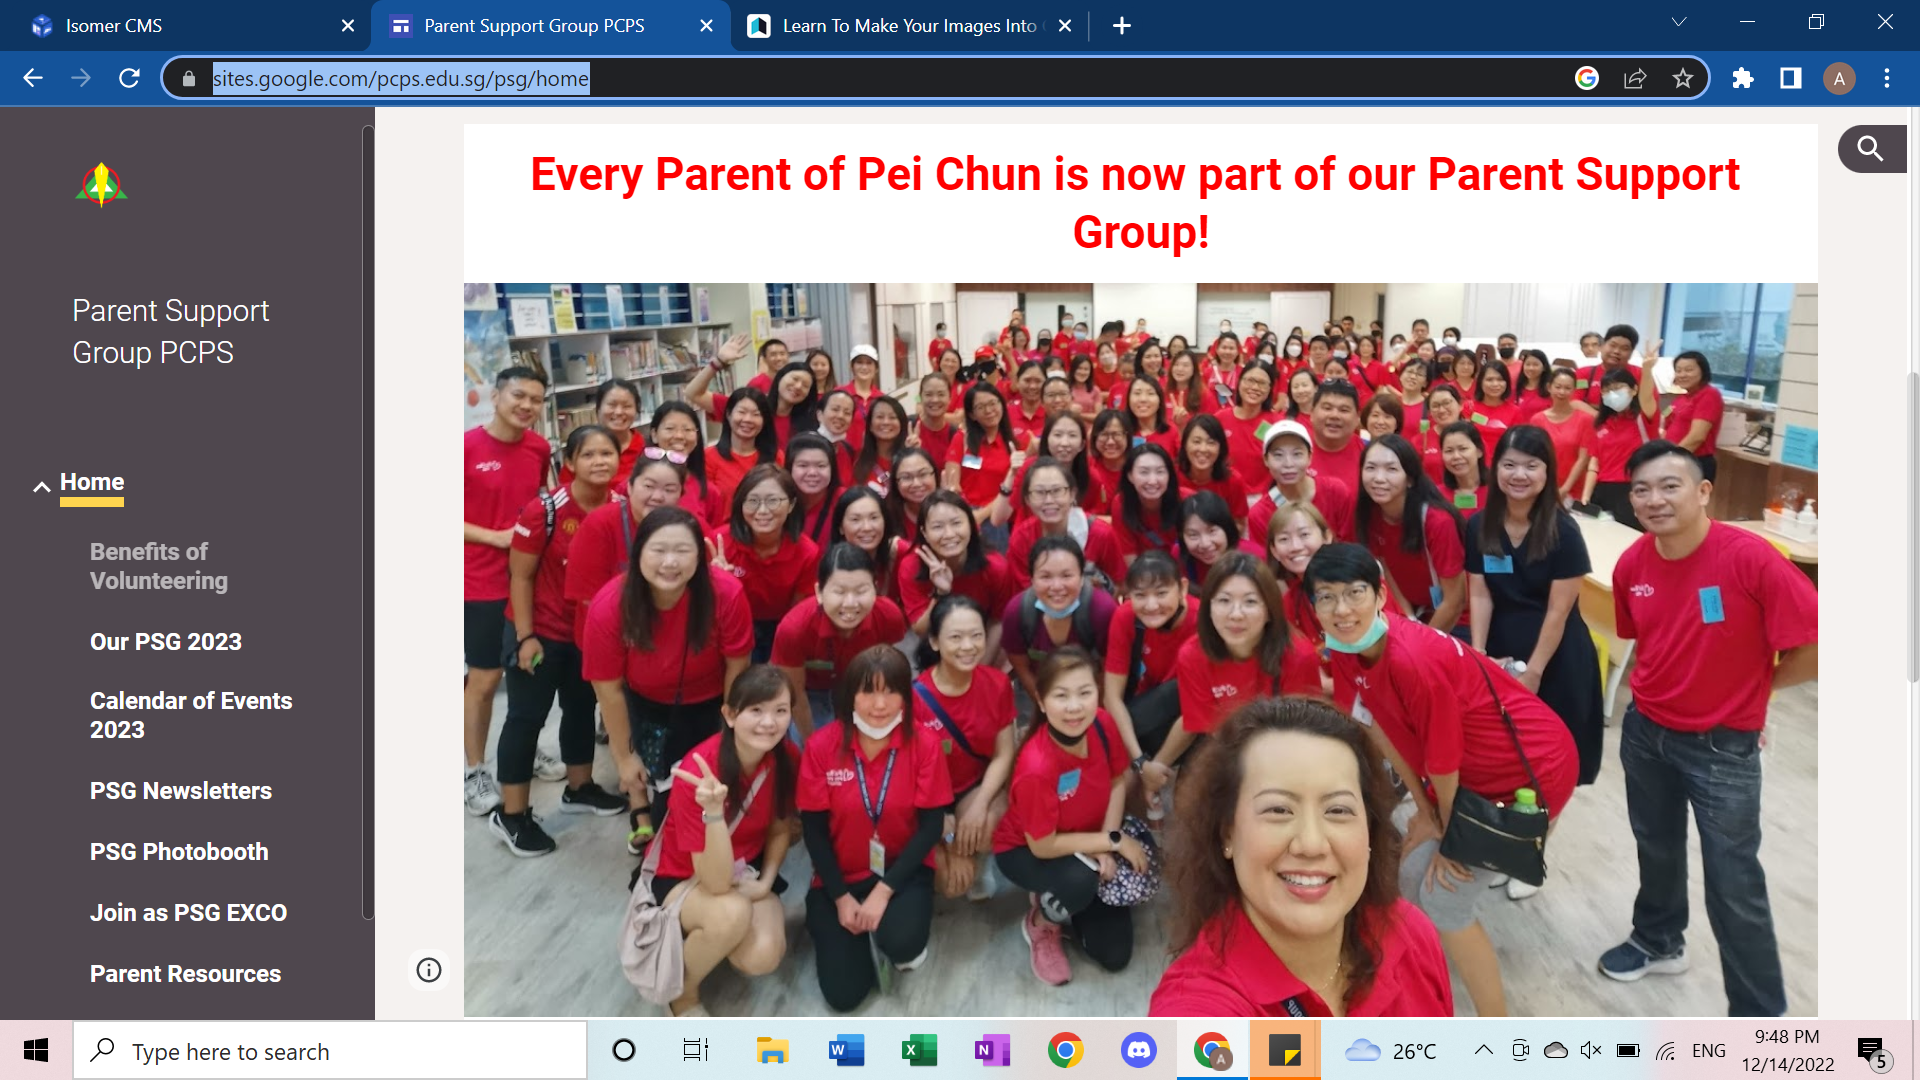 Isomer CMS
Parent Support Group PCPS
Learn To Make Your Images Into
sites.google.com/pcps.edu.sg/psg/home
A
Every Parent of Pei Chun is now part of our Parent Support
Group!
Parent Support
Group PCPS
Home
Benefits of
Volunteering
Our PSG 2023
Calendar of Events
2023
PSG Newsletters
PSG Photobooth
Join as PSG EXCO
Parent Resources
Type here to search
26°C
ENG
9:48 PM
12/14/2022
5